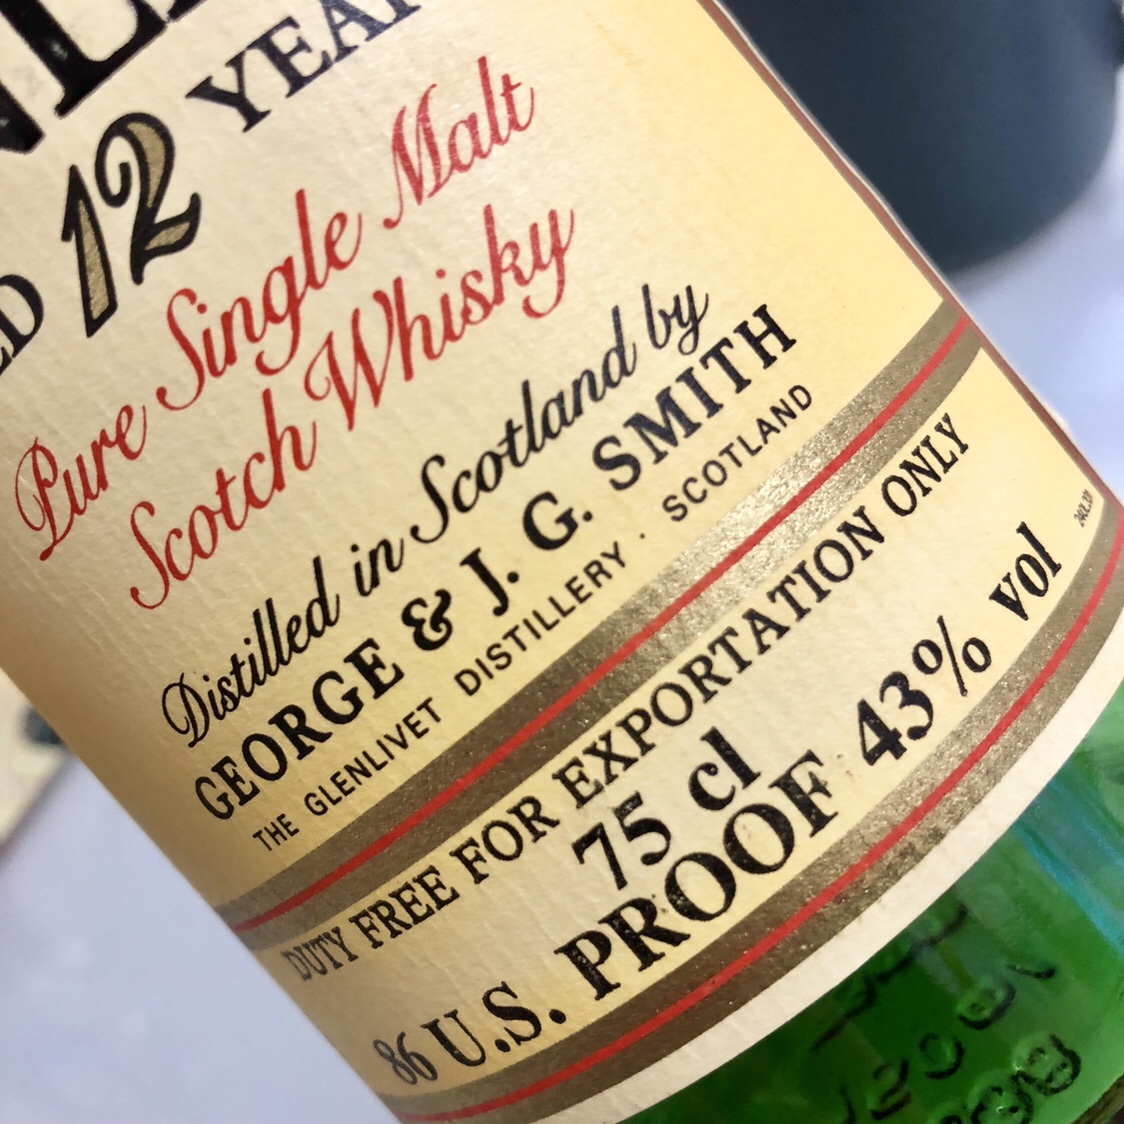 12 YEAR
Pure Single Malt
Scotch Whisky
Distilled in Scotland by
GEORGE & J. G. SMITH
THE GLENLIVET DISTILLERY · SCOTLAND
DUTY FREE FOR EXPORTATION ONLY
75 cl
86 U.S. PROOF 43% vol